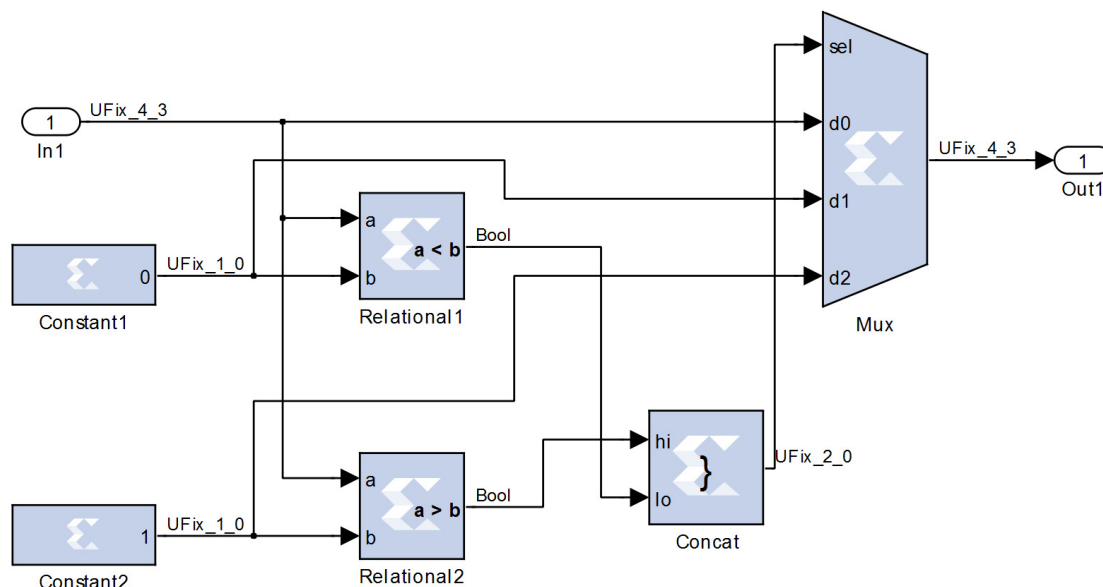 sel
UFix_4_3
1
In1
d0
UFix_4_3
1
Out1
d1
a
a < b
Bool
b
Relational1
0
UFix_1_0
Constant1
d2
Mux
hi
}
lo
UFix_2_0
Concat
a
a > b
Bool
b
Relational2
1
UFix_1_0
Constant2